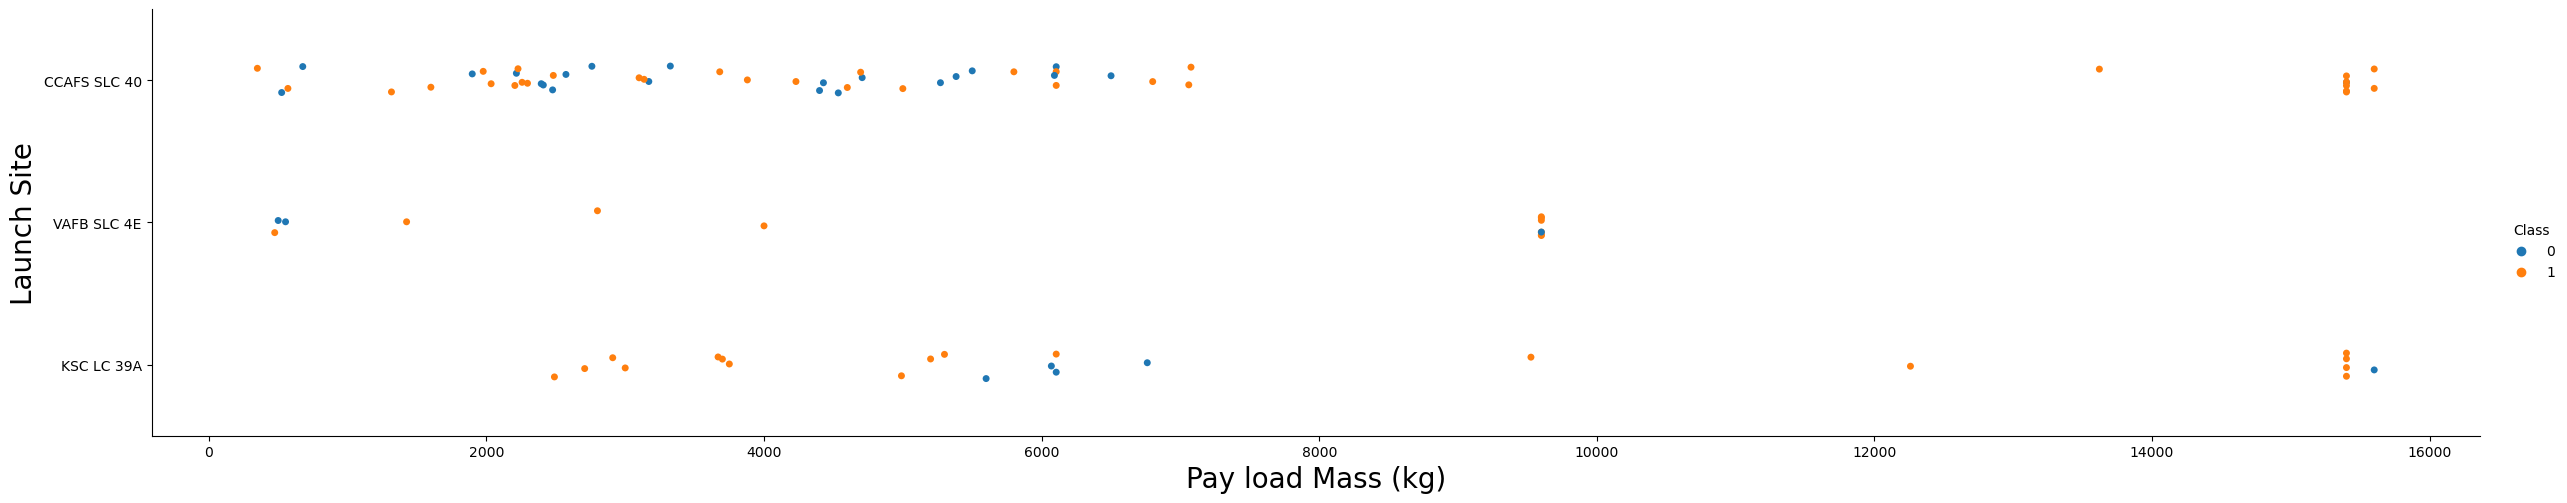 Launch Site
CCAFS SLC 40
VAFB SLC 4E
KSC LC 39A
0 2000 4000 6000 8000 10000 12000 14000 16000
Pay load Mass (kg)
Class
0
1